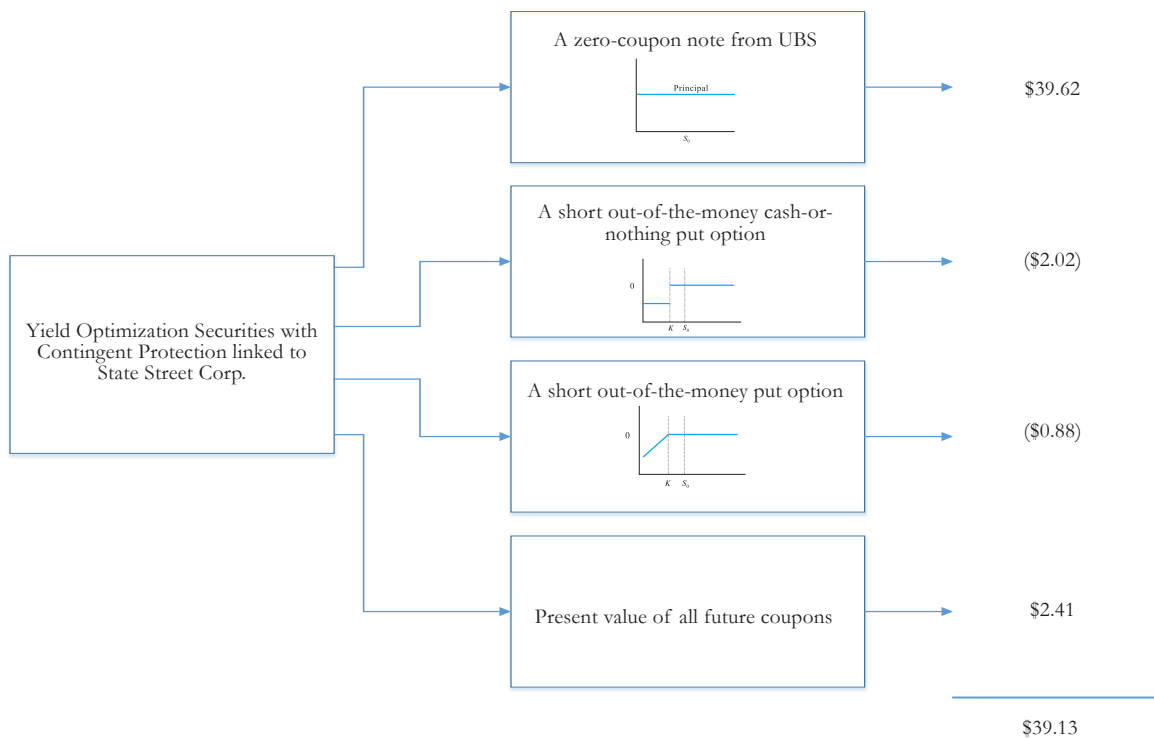 A zero-coupon note from UBS
Principal
S₀
$39.62
A short out-of-the-money cash-or-
nothing put option
0
K
S₀
($2.02)
Yield Optimization Securities with
Contingent Protection linked to
State Street Corp.
A short out-of-the-money put option
0
K
S₀
($0.88)
Present value of all future coupons
$2.41
$39.13